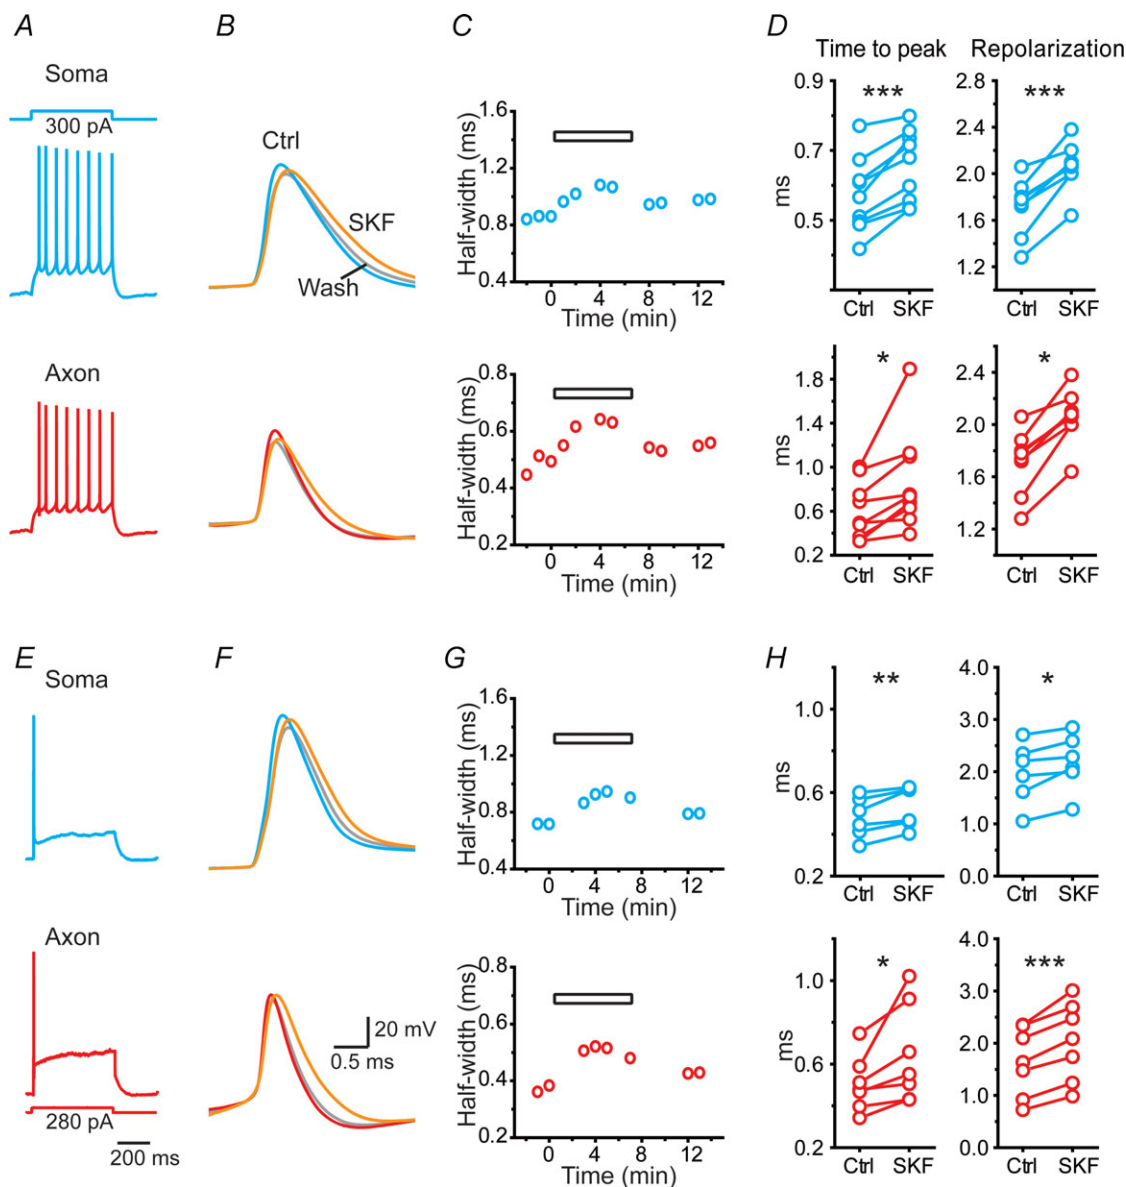 A
B
C
D
Time to peak
Repolarization
Soma
300 pA
Ctrl
SKF
Wash
Half-width (ms)
1.6
1.2
0.8
0.4
0
4
8
12
Time (min)
ms
0.9
0.7
0.5
***
Ctrl
SKF
2.8
2.4
2.0
1.6
1.2
***
Ctrl
SKF
Axon
Half-width (ms)
0.8
0.6
0.4
0.2
0
4
8
12
Time (min)
ms
1.8
1.4
1.0
0.6
0.2
*
Ctrl
SKF
2.4
2.0
1.6
1.2
*
Ctrl
SKF
E
F
G
H
Soma
Half-width (ms)
1.6
1.2
0.8
0.4
0
4
8
12
Time (min)
ms
1.0
0.6
0.2
**
Ctrl
SKF
4.0
3.0
2.0
1.0
0.0
*
Ctrl
SKF
Axon
280 pA
200 ms
20 mV
0.5 ms
Half-width (ms)
0.8
0.6
0.4
0.2
0
4
8
12
Time (min)
ms
1.0
0.6
0.2
*
Ctrl
SKF
4.0
3.0
2.0
1.0
0.0
***
Ctrl
SKF